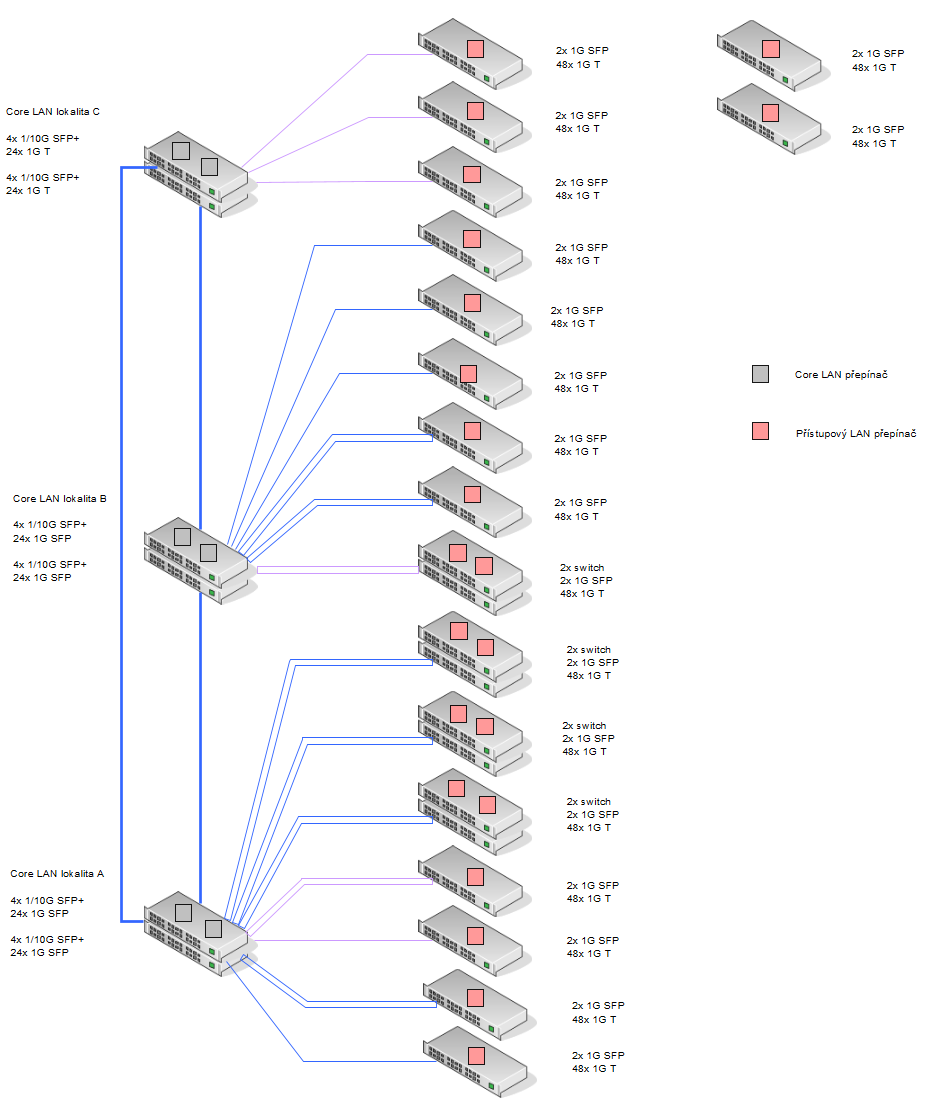 Core LAN lokalita C
4x 1/10G SFP+
24x 1G T
4x 1/10G SFP+
24x 1G T
Core LAN lokalita B
4x 1/10G SFP+
24x 1G SFP
4x 1/10G SFP+
24x 1G SFP
Core LAN lokalita A
4x 1/10G SFP+
24x 1G SFP
4x 1/10G SFP+
24x 1G SFP
2x 1G SFP
48x 1G T
2x 1G SFP
48x 1G T
2x 1G SFP
48x 1G T
2x 1G SFP
48x 1G T
2x 1G SFP
48x 1G T
2x 1G SFP
48x 1G T
2x 1G SFP
48x 1G T
2x 1G SFP
48x 1G T
2x switch
2x 1G SFP
48x 1G T
2x switch
2x 1G SFP
48x 1G T
2x switch
2x 1G SFP
48x 1G T
2x switch
2x 1G SFP
48x 1G T
2x 1G SFP
48x 1G T
2x 1G SFP
48x 1G T
2x 1G SFP
48x 1G T
2x 1G SFP
48x 1G T
2x 1G SFP
48x 1G T
2x 1G SFP
48x 1G T
Core LAN přepínač
Přístupový LAN přepínač